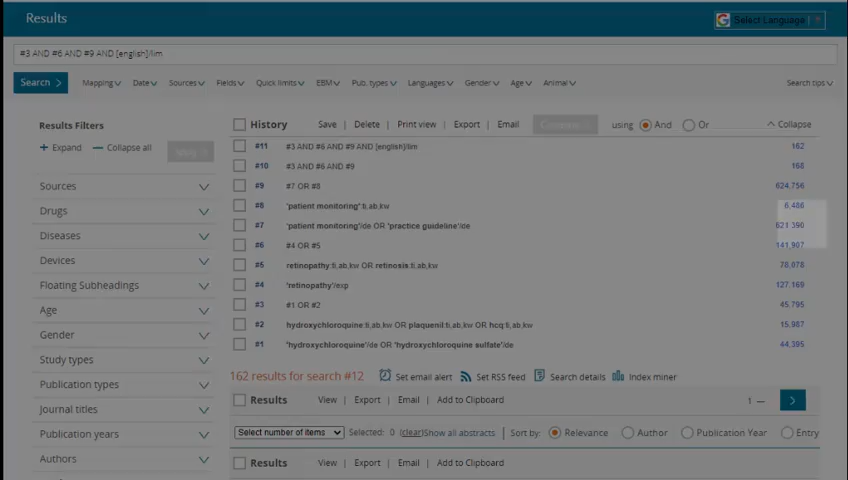 Results
Select Language
#3 AND #6 AND #9 AND [english]/lim
Search > Mapping Date Sources Fields Quick limits EBM Pub. types Languages Gender Age Animal Search tips
Results Filters
+ Expand — Collapse all
Sources
Drugs
Diseases
Devices
Floating Subheadings
Age
Gender
Study types
Publication types
Journal titles
Publication years
Authors
History Save | Delete | Print view | Export | Email using And Or Collapse
#11 #3 AND #6 AND #9 AND [english]/lim 162
#10 #3 AND #6 AND #9 168
#9 #7 OR #8 624,756
#8 'patient monitoring':ti,ab,kw 6,486
#7 'patient monitoring'/de OR 'practice guideline'/de 621,390
#6 #4 OR #5 141,907
#5 retinopathy:ti,ab,kw OR retinosis:ti,ab,kw 78,078
#4 'retinopathy'/exp 127,169
#3 #1 OR #2 45,795
#2 hydroxychloroquine:ti,ab,kw OR plaquenil:ti,ab,kw OR hcq:ti,ab,kw 15,987
#1 'hydroxychloroquine'/de OR 'hydroxychloroquine sulfate'/de 44,395
162 results for search #12 Set email alert Set RSS feed Search details Index miner
Results View | Export | Email | Add to Clipboard 1 — >
Select number of items Selected: 0 (clear) Show all abstracts | Sort by: Relevance Author Publication Year Entry
Results View | Export | Email | Add to Clipboard